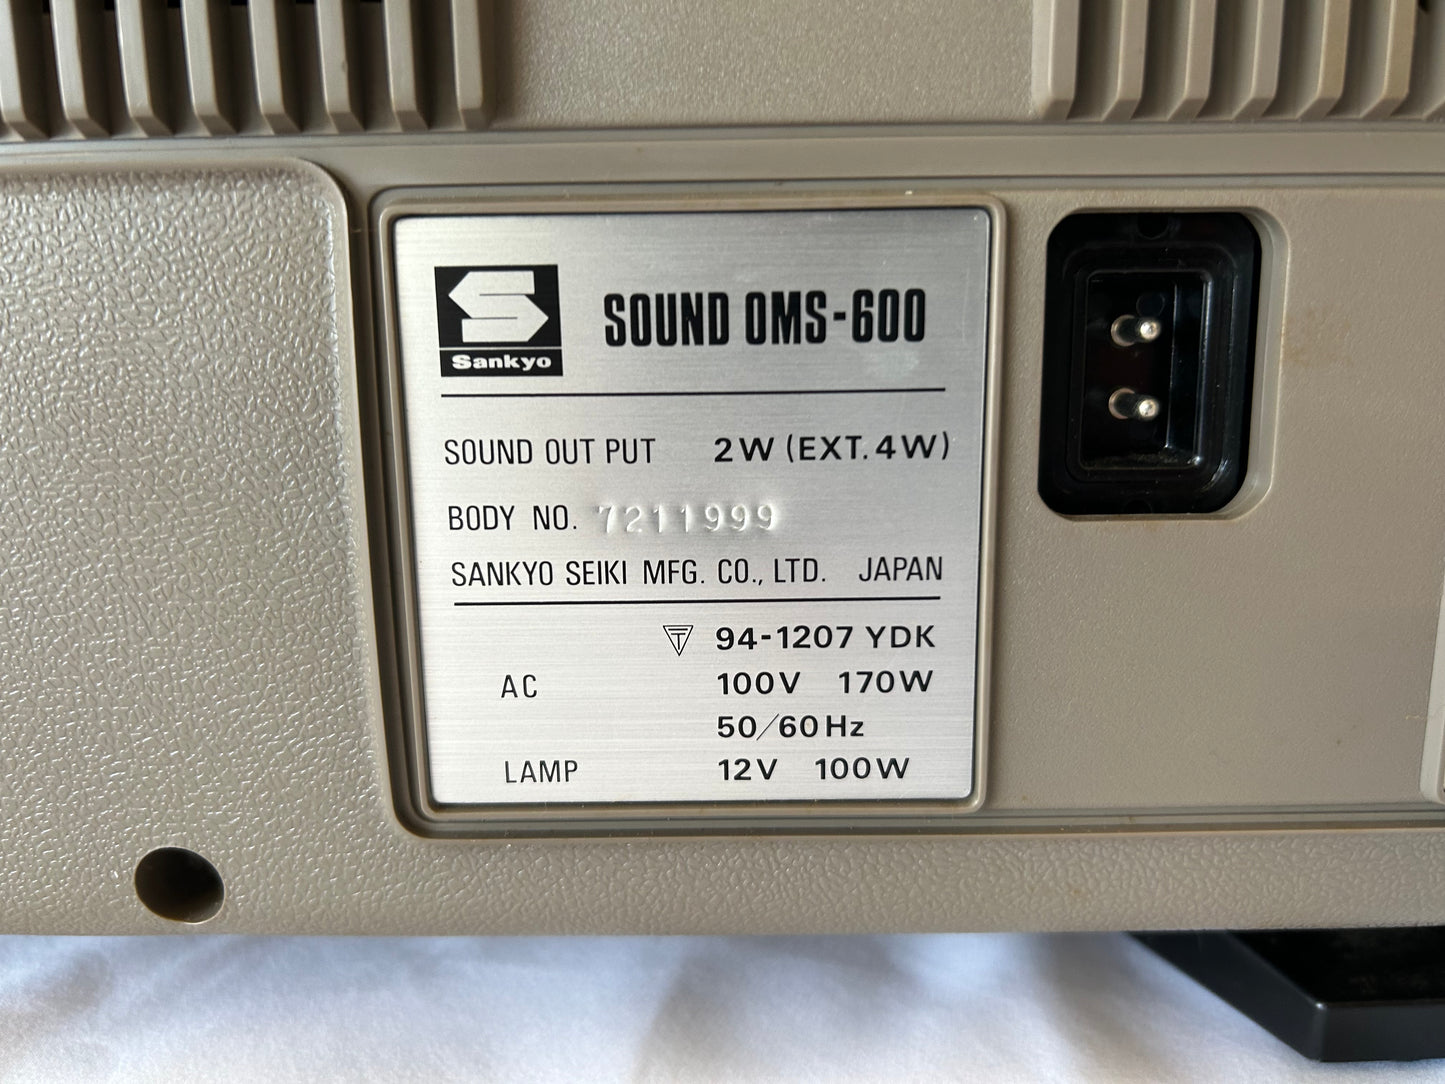 Sankyo
SOUND OMS-600
SOUND OUT PUT 2W (EXT. 4W)
BODY NO. 7211999
SANKYO SEIKI MFG. CO., LTD. JAPAN
T 94-1207 YDK
AC 100V 170W
50/60Hz
LAMP 12V 100W